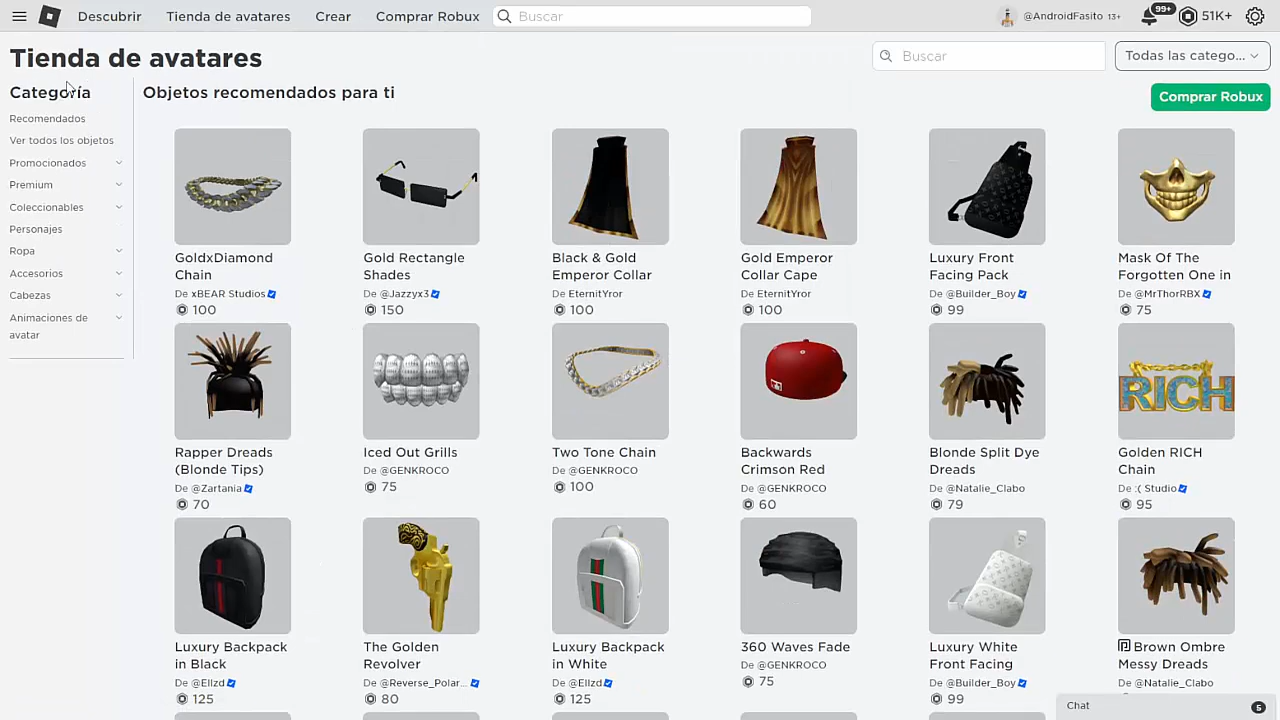 Descubrir
Tienda de avatares
Crear
Comprar Robux
Buscar
@AndroidFasito 13+
99+
51K+
Tienda de avatares
Buscar
Todas las catego...
Categoría
Recomendados
Ver todos los objetos
Promocionados
Premium
Coleccionables
Personajes
Ropa
Accesorios
Cabezas
Animaciones de
avatar
Objetos recomendados para ti
Comprar Robux
GoldxDiamond
Chain
De xBEAR Studios
100
Gold Rectangle
Shades
De @Jazzyx3
150
Black & Gold
Emperor Collar
De EternitYror
100
Gold Emperor
Collar Cape
De EternitYror
100
Luxury Front
Facing Pack
De @Builder_Boy
99
Mask Of The
Forgotten One in
De @MrThorRBX
75
Rapper Dreads
(Blonde Tips)
De @Zartania
70
Iced Out Grills
De @GENKROCO
75
Two Tone Chain
De @GENKROCO
100
Backwards
Crimson Red
De @GENKROCO
60
Blonde Split Dye
Dreads
De @Natalie_Clabo
79
RICH
Golden RICH
Chain
De :( Studio
95
Luxury Backpack
in Black
De @Ellzd
125
The Golden
Revolver
De @Reverse_Polar...
80
Luxury Backpack
in White
De @Ellzd
125
360 Waves Fade
De @GENKROCO
75
Luxury White
Front Facing
De @Builder_Boy
99
Brown Ombre
Messy Dreads
De @Natalie_Clabo
Chat
5